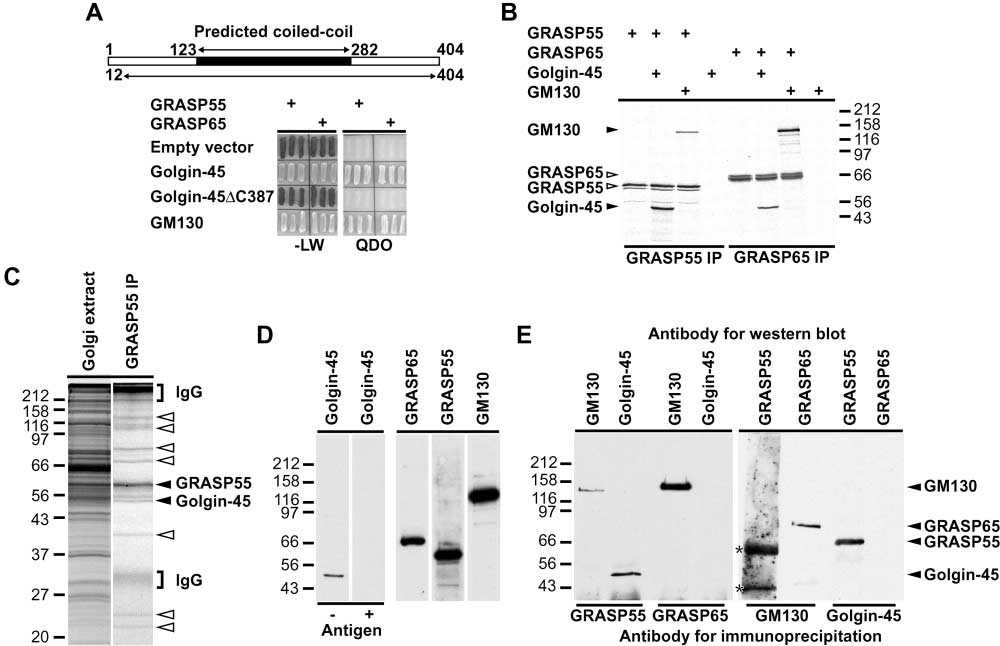 A
Predicted coiled-coil
1 123 282 404
12 404
GRASP55 + +
GRASP65 + +
Empty vector
Golgin-45
Golgin-45ΔC387
GM130
-LW QDO
B
GRASP55 + + +
GRASP65 + + +
Golgin-45 + + +
GM130 + + +
GM130
GRASP65
GRASP55
Golgin-45
212
158
116
97
66
56
43
GRASP55 IP GRASP65 IP
C
Golgi extract
GRASP55 IP
212
158
116
97
66
56
43
37
27
20
IgG
GRASP55
Golgin-45
IgG
D
Golgin-45
Golgin-45
GRASP65
GRASP55
GM130
212
158
116
97
66
56
43
- +
Antigen
E
Antibody for western blot
GM130
Golgin-45
GM130
Golgin-45
GRASP55
GRASP65
GRASP55
GRASP65
212
158
116
97
66
56
43
*
*
GM130
GRASP65
GRASP55
Golgin-45
GRASP55 GRASP65 GM130 Golgin-45
Antibody for immunoprecipitation